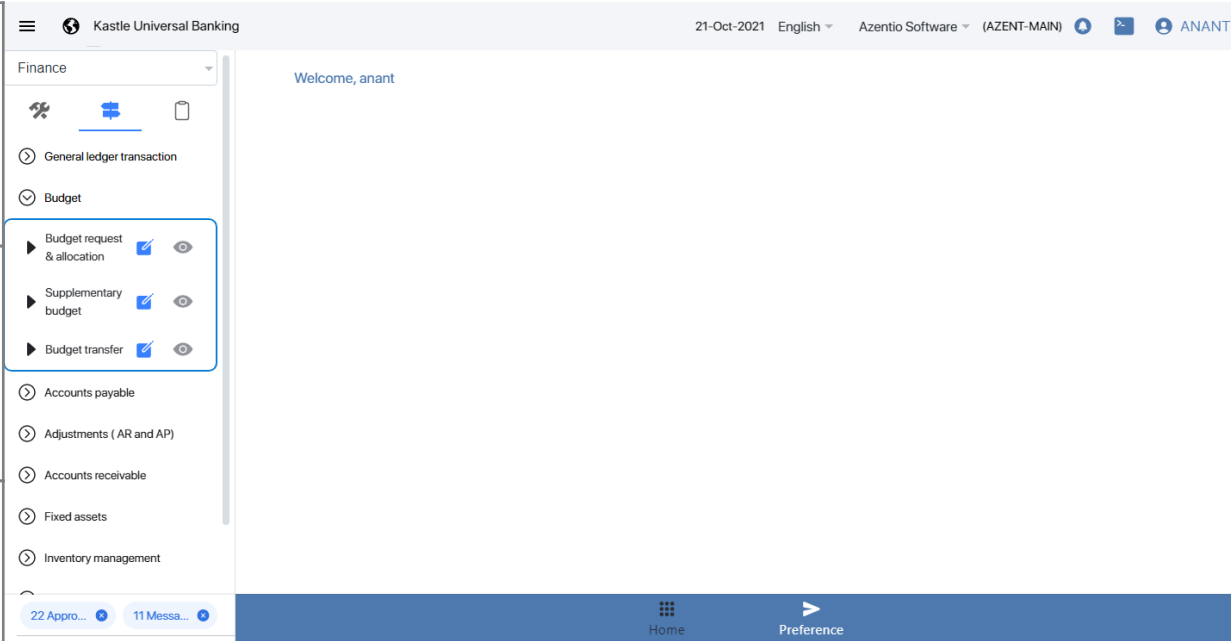 Kastle Universal Banking
21-Oct-2021 English Azentio Software (AZENT-MAIN) ANANT
Finance
Welcome, anant
General ledger transaction
Budget
Budget request
& allocation
Supplementary
budget
Budget transfer
Accounts payable
Adjustments ( AR and AP)
Accounts receivable
Fixed assets
Inventory management
22 Appro...
11 Messa...
Home
Preference